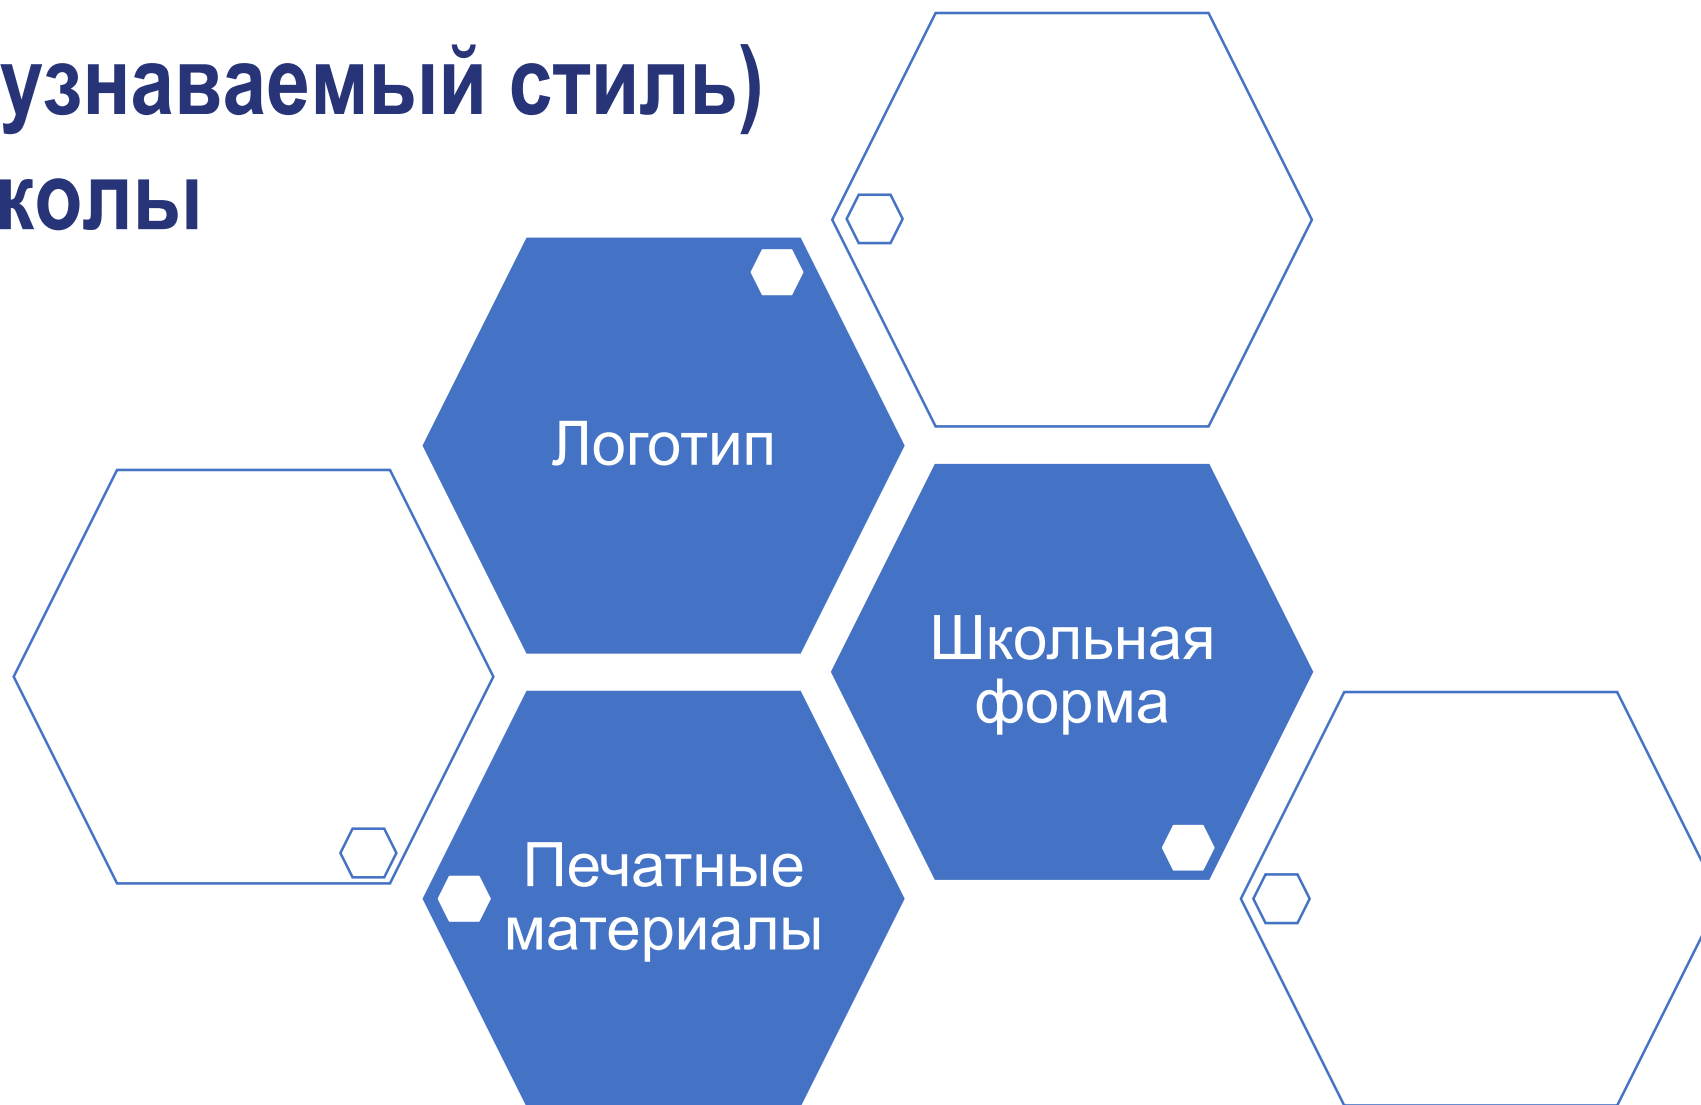 узнаваемый стиль)
колы
Логотип
Школьная
форма
Печатные
материалы